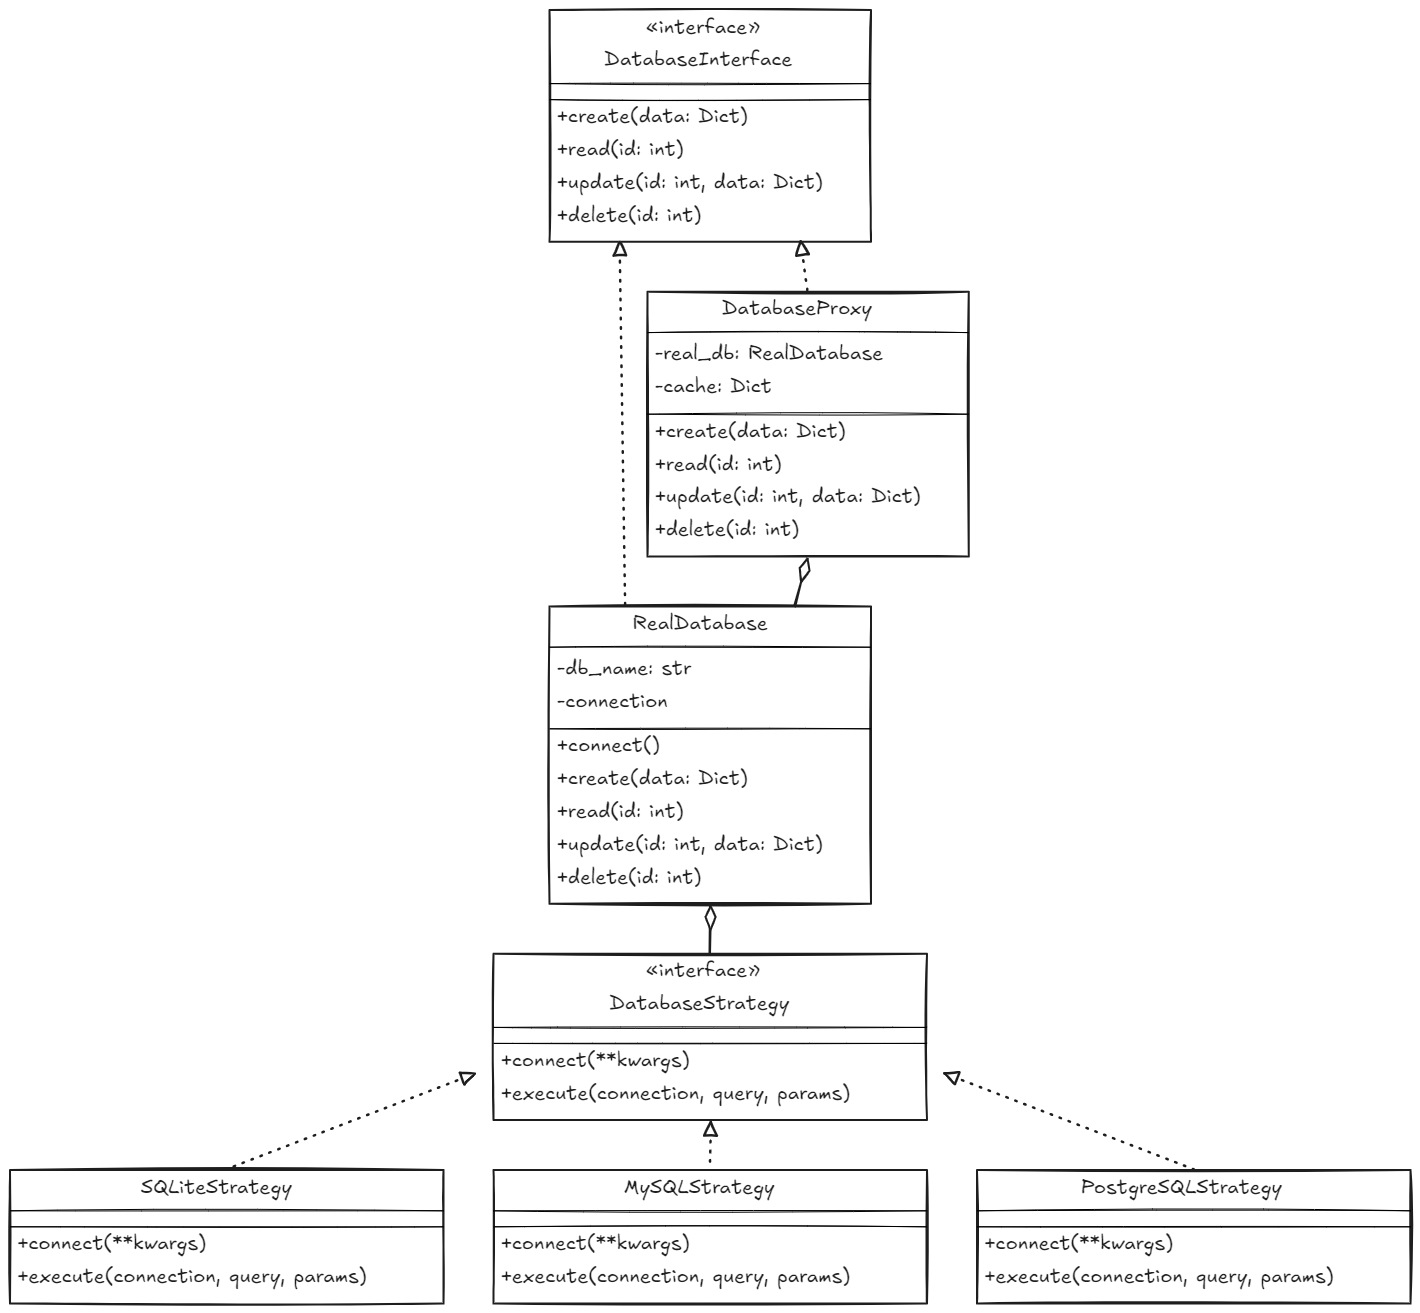 «interface»
DatabaseInterface
+create(data: Dict)
+read(id: int)
+update(id: int, data: Dict)
+delete(id: int)
DatabaseProxy
-real_db: RealDatabase
-cache: Dict
+create(data: Dict)
+read(id: int)
+update(id: int, data: Dict)
+delete(id: int)
RealDatabase
-db_name: str
-connection
+connect()
+create(data: Dict)
+read(id: int)
+update(id: int, data: Dict)
+delete(id: int)
«interface»
DatabaseStrategy
+connect(**kwargs)
+execute(connection, query, params)
SQLiteStrategy
+connect(**kwargs)
+execute(connection, query, params)
MySQLStrategy
+connect(**kwargs)
+execute(connection, query, params)
PostgreSQLStrategy
+connect(**kwargs)
+execute(connection, query, params)